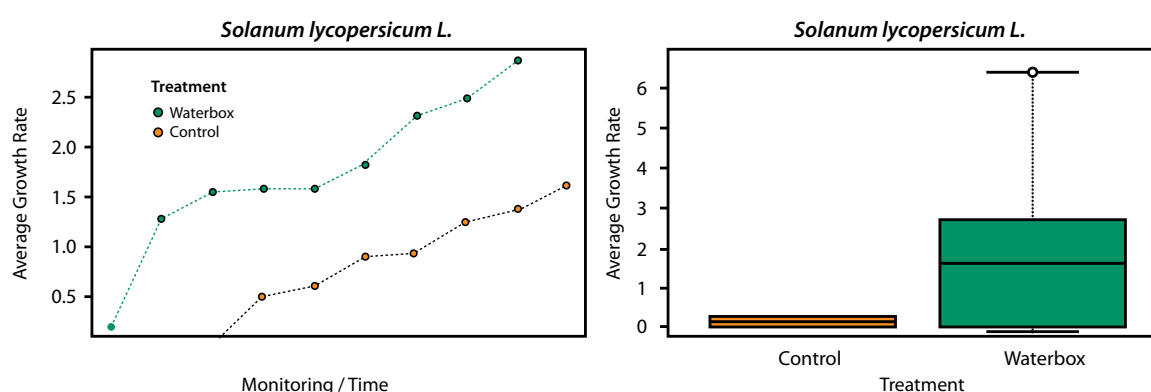 Solanum lycopersicum L.
Average Growth Rate
2.5
2.0
1.5
1.0
0.5
Treatment
Waterbox
Control
Monitoring / Time
Solanum lycopersicum L.
Average Growth Rate
6
5
4
3
2
1
0
Control
Waterbox
Treatment